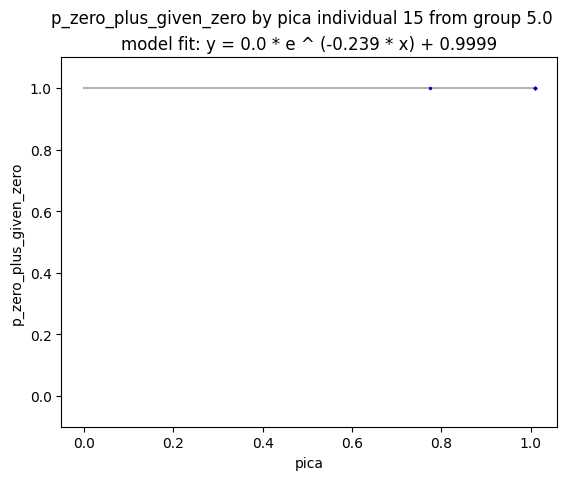 p_zero_plus_given_zero by pica individual 15 from group 5.0
model fit: y = 0.0 * e ^ (-0.239 * x) + 0.9999
1.0
0.8
0.6
0.4
0.2
0.0
p_zero_plus_given_zero
0.0 0.2 0.4 0.6 0.8 1.0
pica